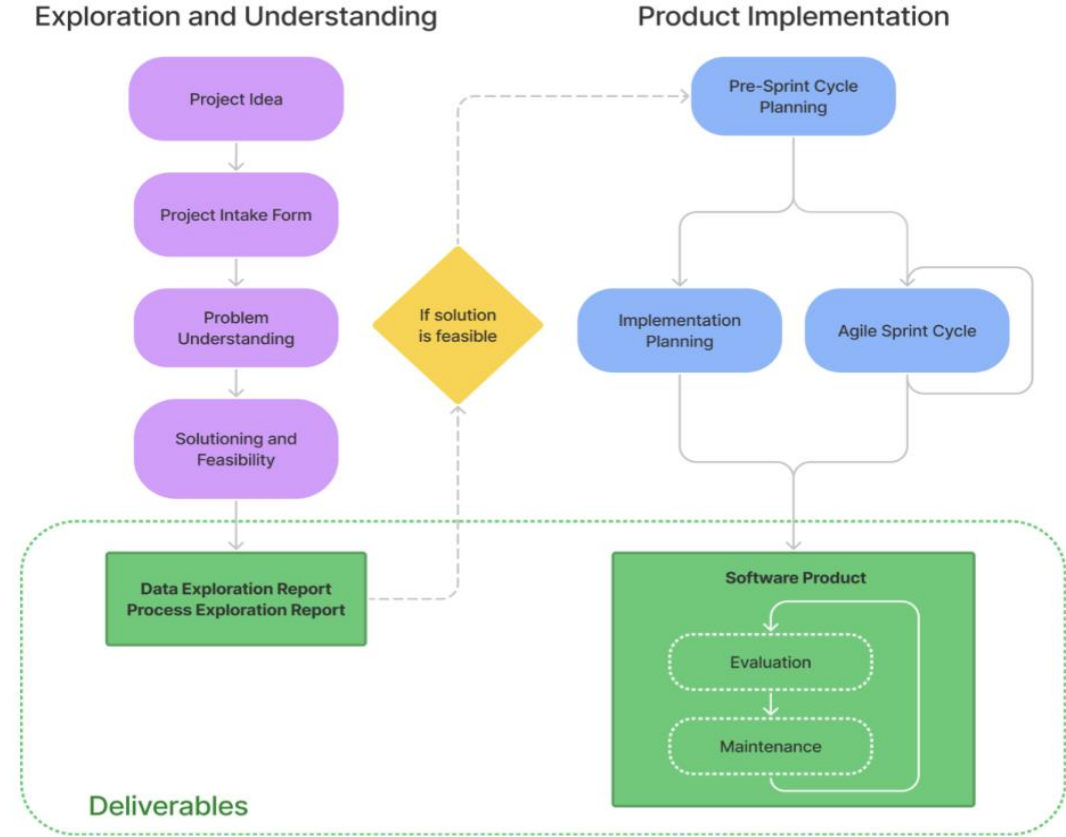 Exploration and Understanding
Project Idea
Project Intake Form
Problem
Understanding
Solutioning and
Feasibility
Data Exploration Report
Process Exploration Report
If solution
is feasible
Product Implementation
Pre-Sprint Cycle
Planning
Implementation
Planning
Agile Sprint Cycle
Software Product
Evaluation
Maintenance
Deliverables